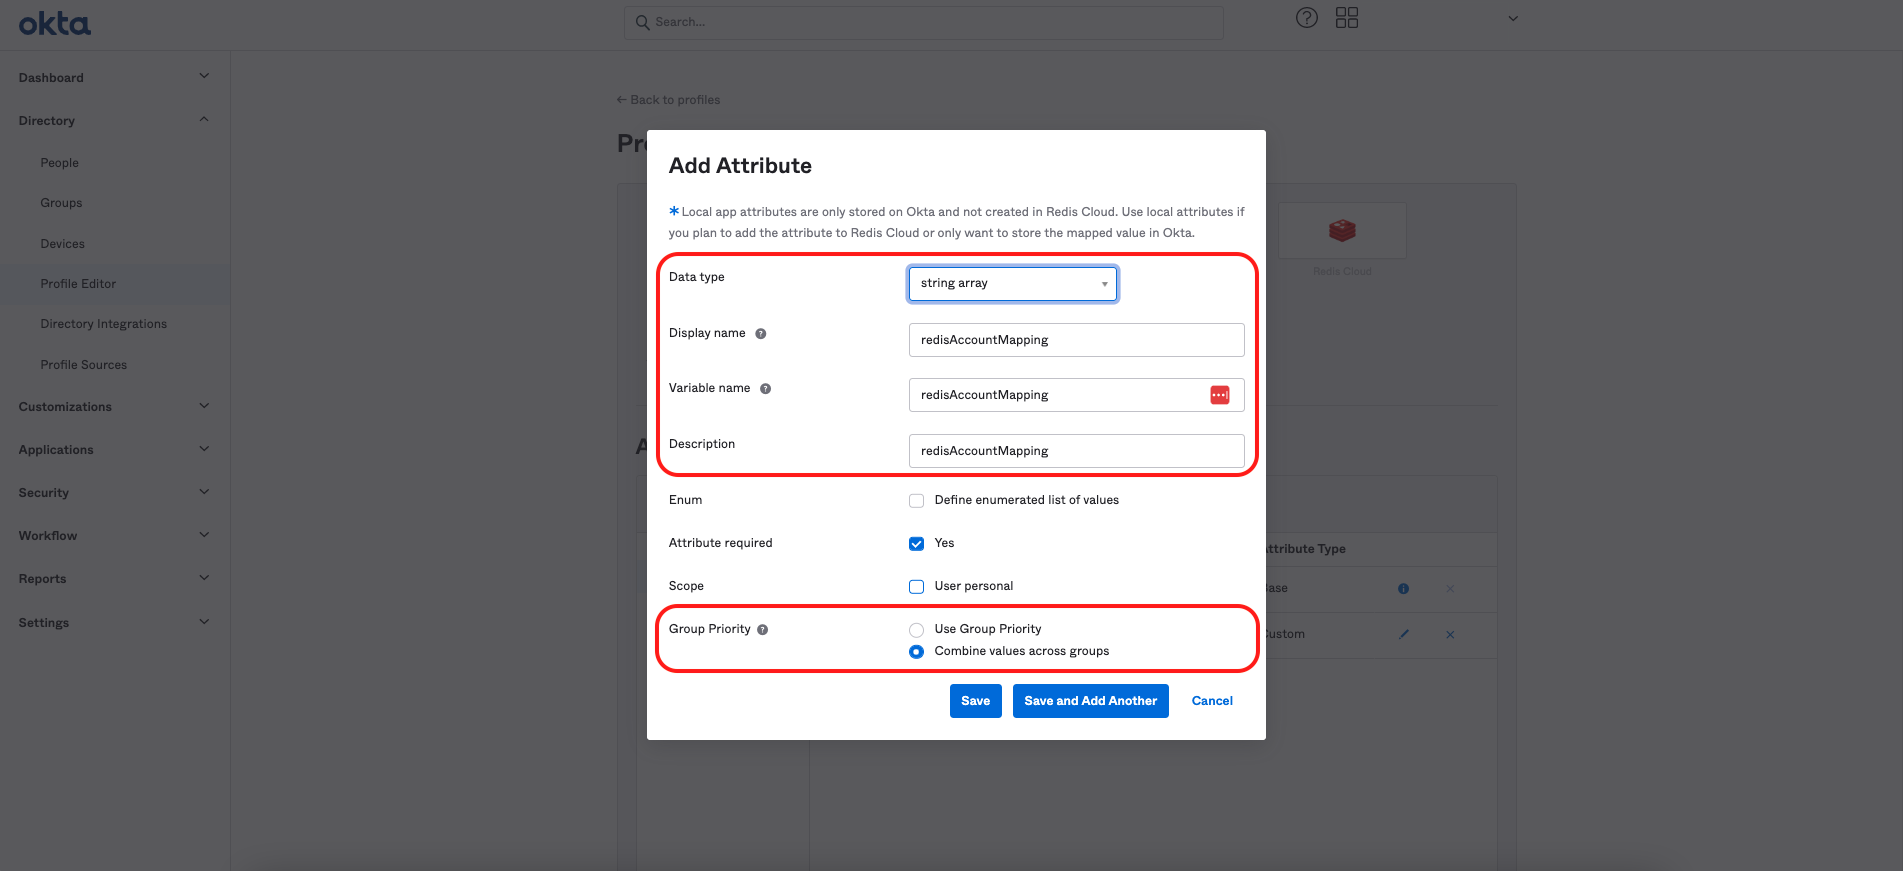 okta
Search...
Dashboard
Directory
People
Groups
Devices
Profile Editor
Directory Integrations
Profile Sources
Customizations
Applications
Security
Workflow
Reports
Settings
← Back to profiles
Add Attribute
* Local app attributes are only stored on Okta and not created in Redis Cloud. Use local attributes if
you plan to add the attribute to Redis Cloud or only want to store the mapped value in Okta.
Data type string array
Display name ? redisAccountMapping
Variable name ? redisAccountMapping
Description redisAccountMapping
Enum Define enumerated list of values
Attribute required Yes
Scope User personal
Group Priority ? Use Group Priority
Combine values across groups
Save Save and Add Another Cancel
Redis Cloud
Attribute Type
Base
Custom